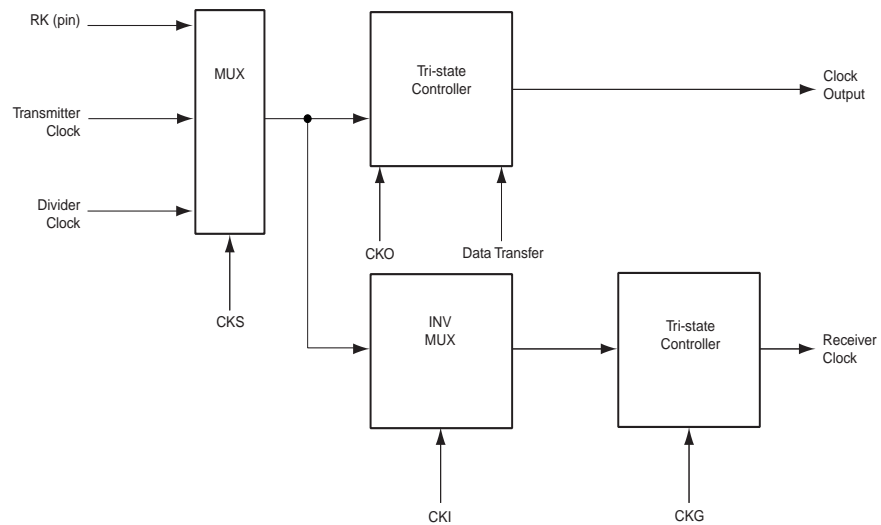 RK (pin)
MUX
Tri-state
Controller
Clock
Output
Transmitter
Clock
Divider
Clock
CKO
Data Transfer
CKS
INV
MUX
Tri-state
Controller
Receiver
Clock
CKI
CKG